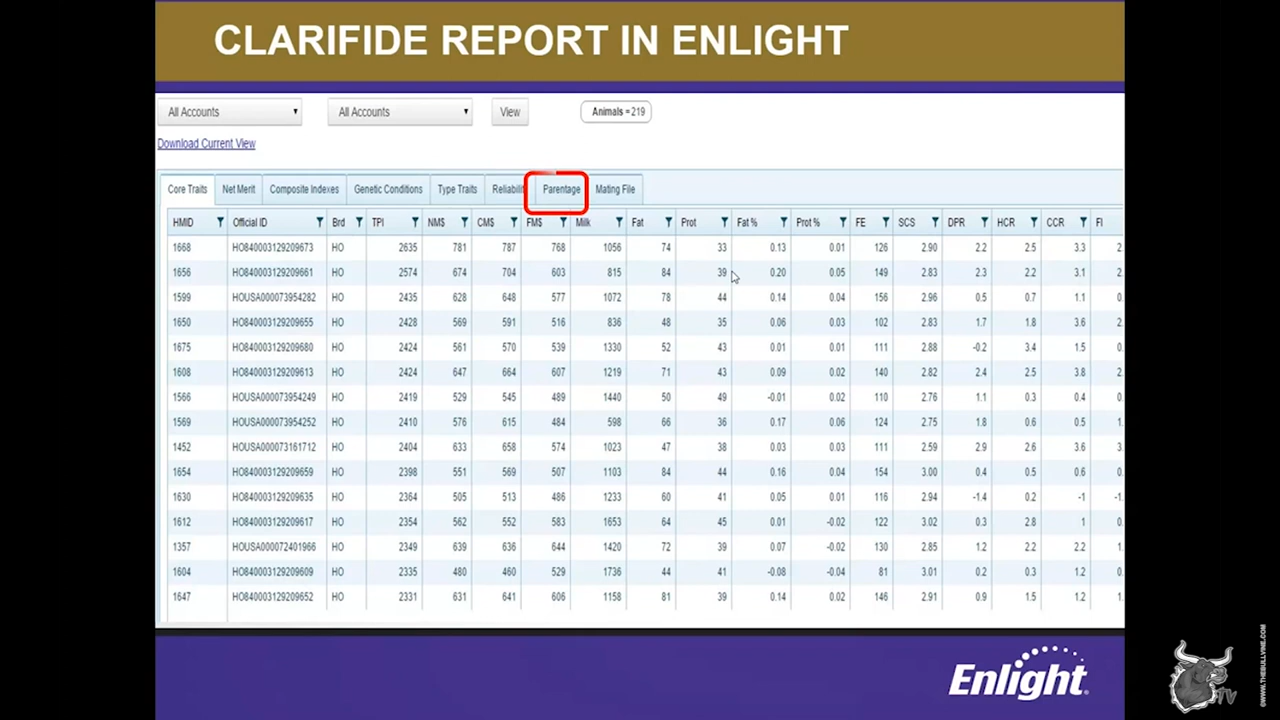 CLARIFIDE REPORT IN ENLIGHT
All Accounts All Accounts View Animals =219
Download Current View
Core Traits Net Merit Composite Indexes Genetic Conditions Type Traits Reliabili Parentage Mating File
HMID Official ID Brd TPI NM$ CM$ FM$ Milk Fat Prot Fat % Prot % FE SCS DPR HCR CCR FI
1668 HO840003129209673 HO 2635 781 787 768 1056 74 33 0.13 0.01 126 2.90 2.2 2.5 3.3 2.
1656 HO840003129209661 HO 2574 674 704 603 815 84 39 0.20 0.05 149 2.83 2.3 2.2 3.1 2.
1599 HOUSA000073954282 HO 2435 628 648 577 1072 78 44 0.14 0.04 156 2.96 0.5 0.7 1.1 0.
1650 HO840003129209655 HO 2428 569 591 516 836 48 35 0.06 0.03 102 2.83 1.7 1.8 3.6 2.
1675 HO840003129209680 HO 2424 561 570 539 1330 52 43 0.01 0.01 111 2.88 -0.2 3.4 1.5 0.
1608 HO840003129209613 HO 2424 647 664 607 1219 71 43 0.09 0.02 140 2.82 2.4 2.5 3.8 2.
1566 HOUSA000073954249 HO 2419 529 545 489 1440 50 49 -0.01 0.02 110 2.76 1.1 0.3 0.4 0.
1569 HOUSA000073954252 HO 2410 576 615 484 598 66 36 0.17 0.06 124 2.75 1.8 0.6 0.5 1.
1452 HOUSA000073161712 HO 2404 633 658 574 1023 47 38 0.03 0.03 111 2.59 2.9 2.6 3.6 3.
1654 HO840003129209659 HO 2398 551 569 507 1103 84 44 0.16 0.04 154 3.00 0.4 0.5 0.6 0.
1630 HO840003129209635 HO 2364 505 513 486 1233 60 41 0.05 0.01 116 2.94 -1.4 0.2 -1 -1.
1612 HO840003129209617 HO 2354 562 552 583 1653 64 45 0.01 -0.02 122 3.02 0.3 2.8 1 0.
1357 HOUSA000072401966 HO 2349 639 636 644 1420 72 39 0.07 -0.02 130 2.85 1.2 2.2 2.2 1.
1604 HO840003129209609 HO 2335 480 460 529 1736 44 41 -0.08 -0.04 81 3.01 0.2 0.3 1.2 0.
1647 HO840003129209652 HO 2331 631 641 606 1158 81 39 0.14 0.02 146 2.91 0.9 1.5 1.2 1.
Enlight®
TV
©WWW.THEBULLVINE.COM